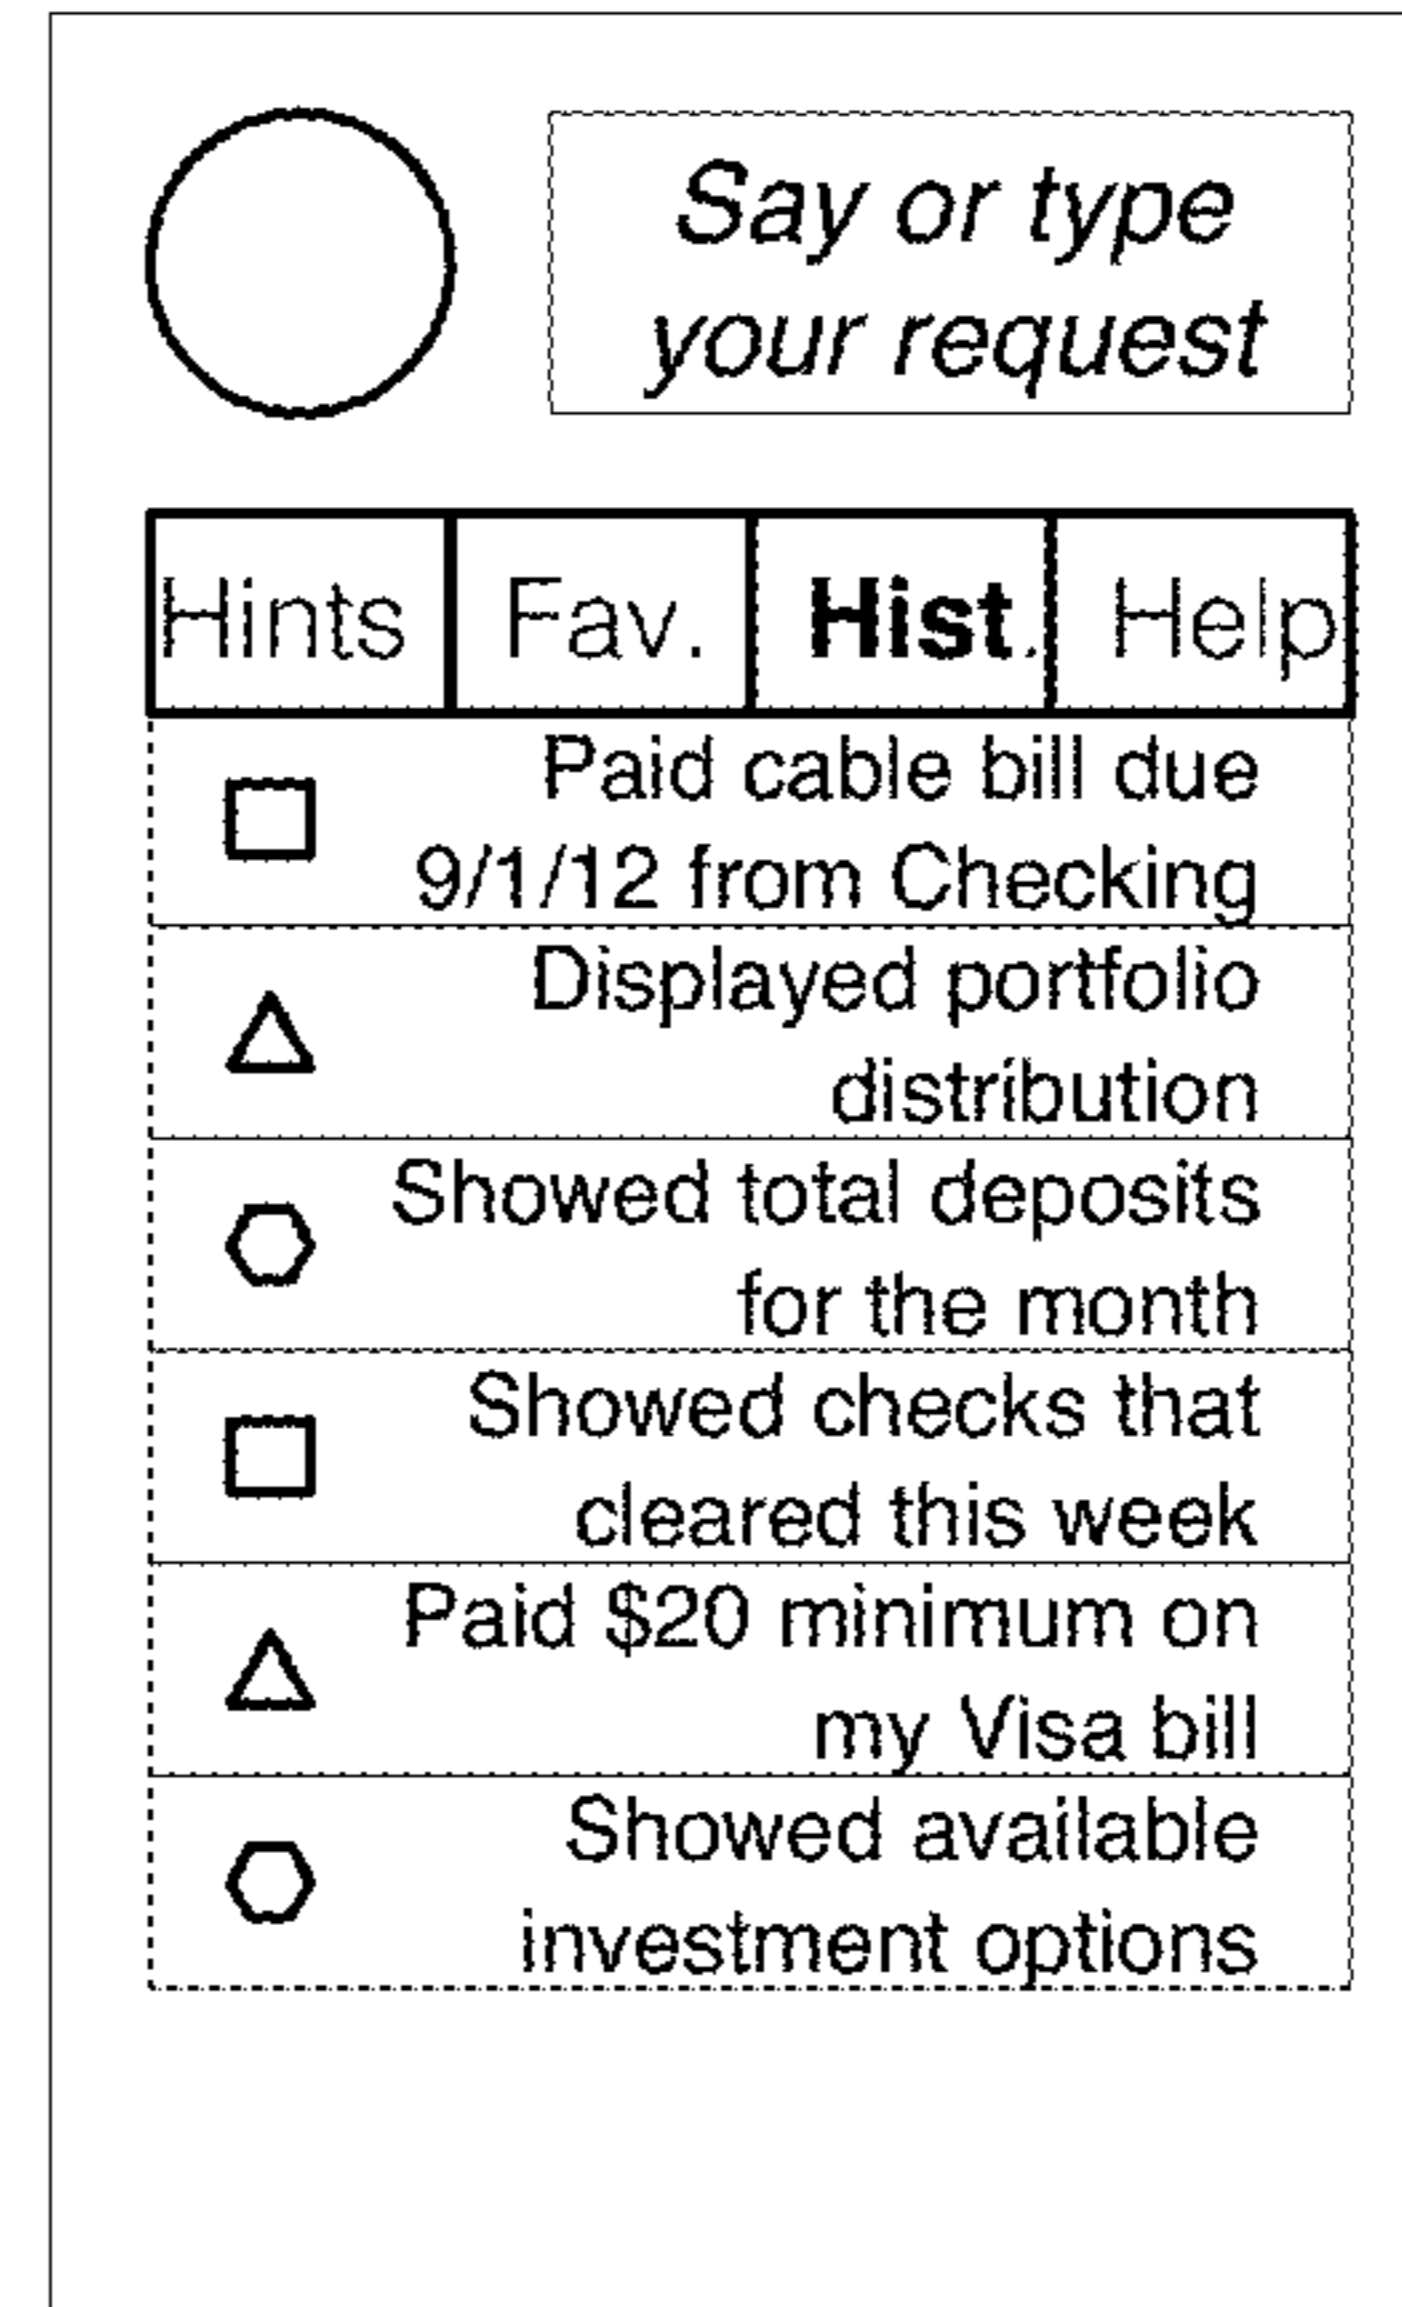 Say or type
your request
Hints Fav. Hist. Help
Paid cable bill due
9/1/12 from Checking
Displayed portfolio
distribution
Showed total deposits
for the month
Showed checks that
cleared this week
Paid $20 minimum on
my Visa bill
Showed available
investment options